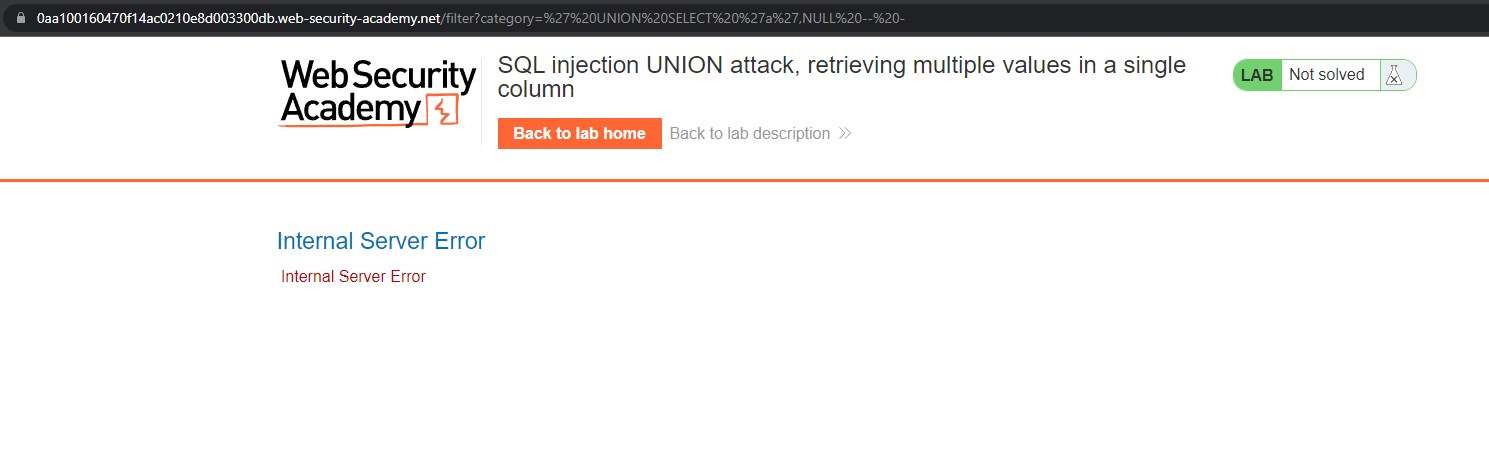 0aa100160470f14ac0210e8d003300db.web-security-academy.net/filter?category=%27%20UNION%20SELECT%20%27a%27,NULL%20--%20-
Web Security
Academy
SQL injection UNION attack, retrieving multiple values in a single
column
LAB Not solved
Back to lab home Back to lab description
Internal Server Error
Internal Server Error